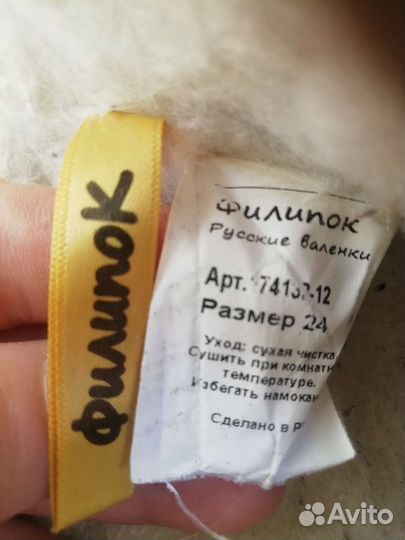 Филипок
Филипок
Русские валенки
Арт.
Размер 24
Уход: сухая чистка
Сушить при
температуре.
Избегать
Сделано в
Avito